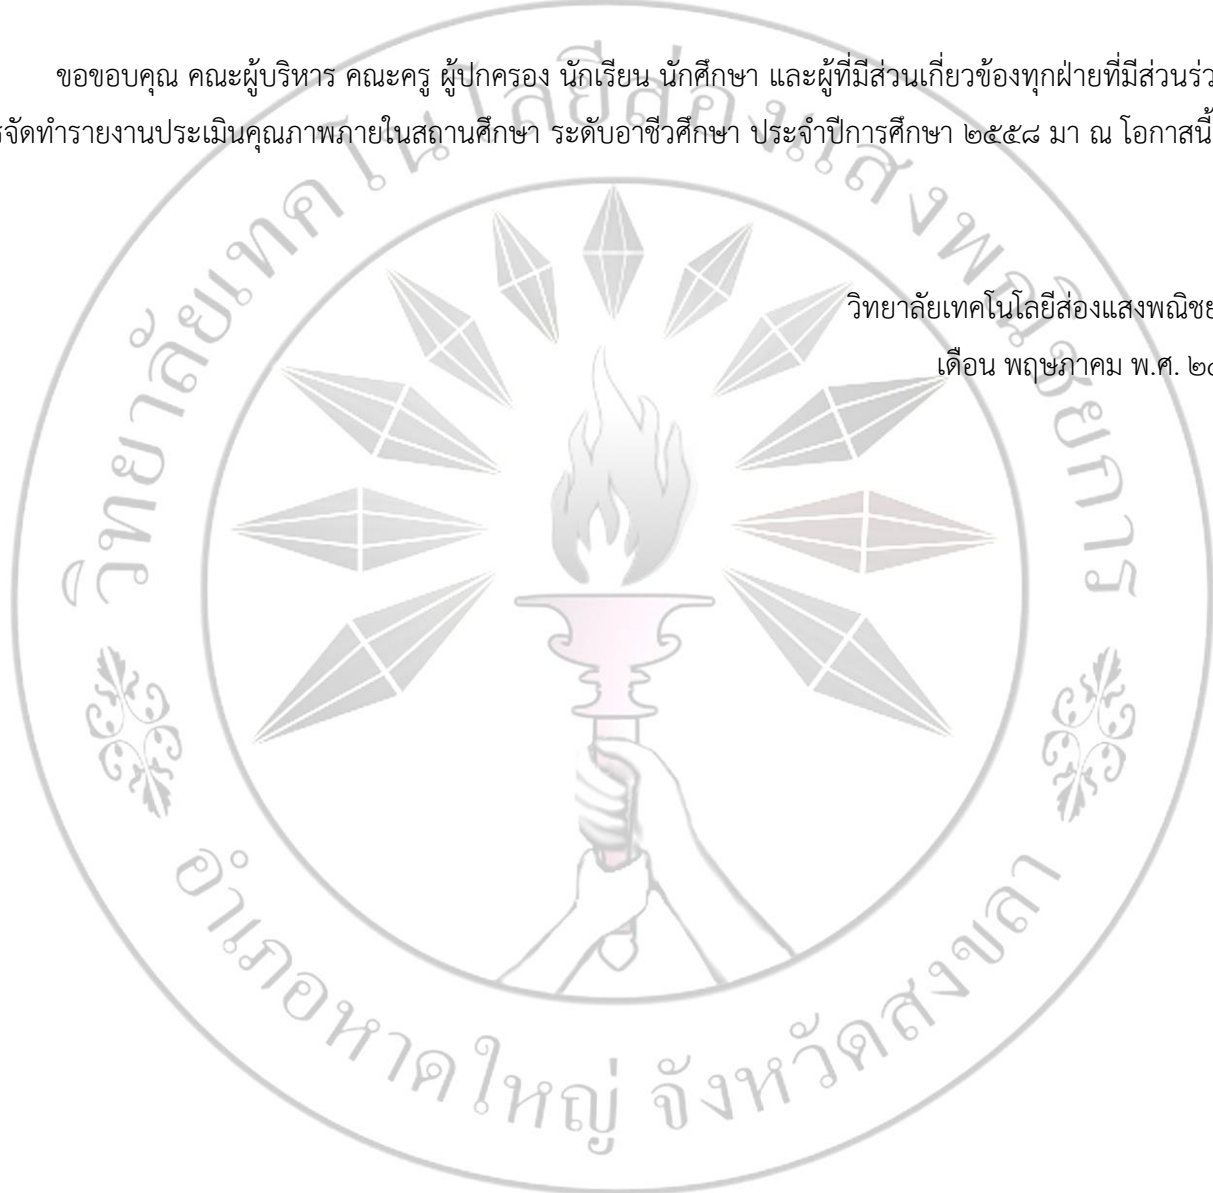 ขอขอบคุณ คณะผู้บริหาร คณะครู ผู้ปกครอง นักเรียน นักศึกษา และผู้ที่มีส่วนเกี่ยวข้องทุกฝ่ายที่มีส่วนร่ว
รจัดทำรายงานประเมินคุณภาพภายในสถานศึกษา ระดับอาชีวศึกษา ประจำปีการศึกษา ๒๕๕๘ มา ณ โอกาสนี้
วิทยาลัยเทคโนโลยีส่องแสงพณิชย
เดือน พฤษภาคม พ.ศ.
วิทยาลัยเทคโนโลยีส่องแสงพณิชยการ
อำเภอหาดใหญ่ จังหวัดสงขลา